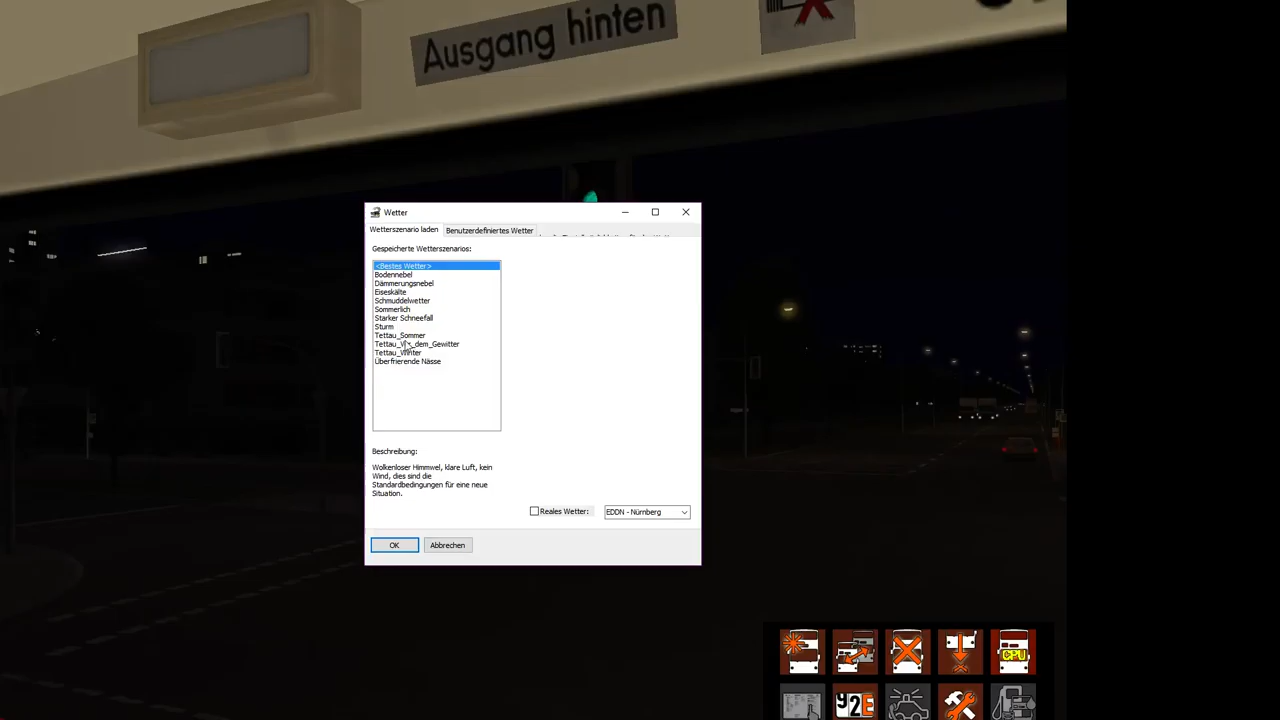 Ausgang hinten
Wetter
Wetterszenario laden
Benutzerdefiniertes Wetter
Gespeicherte Wetterszenarios:
<Bestes Wetter>
Bodennebel
Dämmerungsnebel
Eiseskälte
Schmuddelwetter
Sommerlich
Starker Schneefall
Sturm
Tettau_Sommer
Tettau_Vor_dem_Gewitter
Tettau_Winter
Überfrierende Nässe
Beschreibung:
Wolkenloser Himmwel, klare Luft, kein
Wind, dies sind die
Standardbedingungen für eine neue
Situation.
Reales Wetter:
EDDN - Nürnberg
OK
Abbrechen
CPU
92E